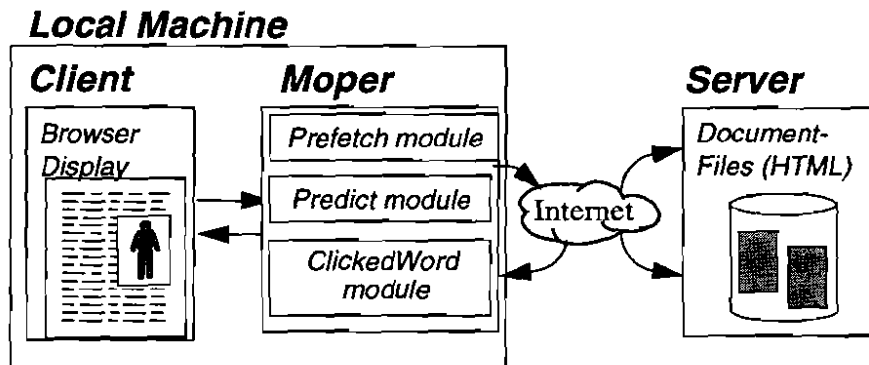 Local Machine
Client
Moper
Server
Browser
Display
Prefetch module
Predict module
ClickedWord
module
Internet
Document-
Files (HTML)